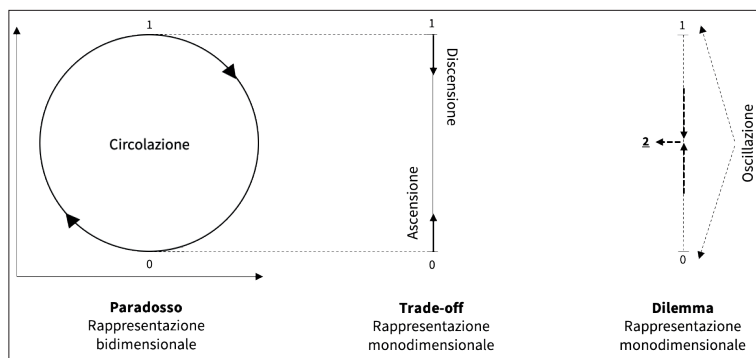 1
Circolazione
0
Paradosso
Rappresentazione
bidimensionale
1
Discensione
Ascensione
0
Trade-off
Rappresentazione
monodimensionale
1
2
Oscillazione
0
Dilemma
Rappresentazione
monodimensionale